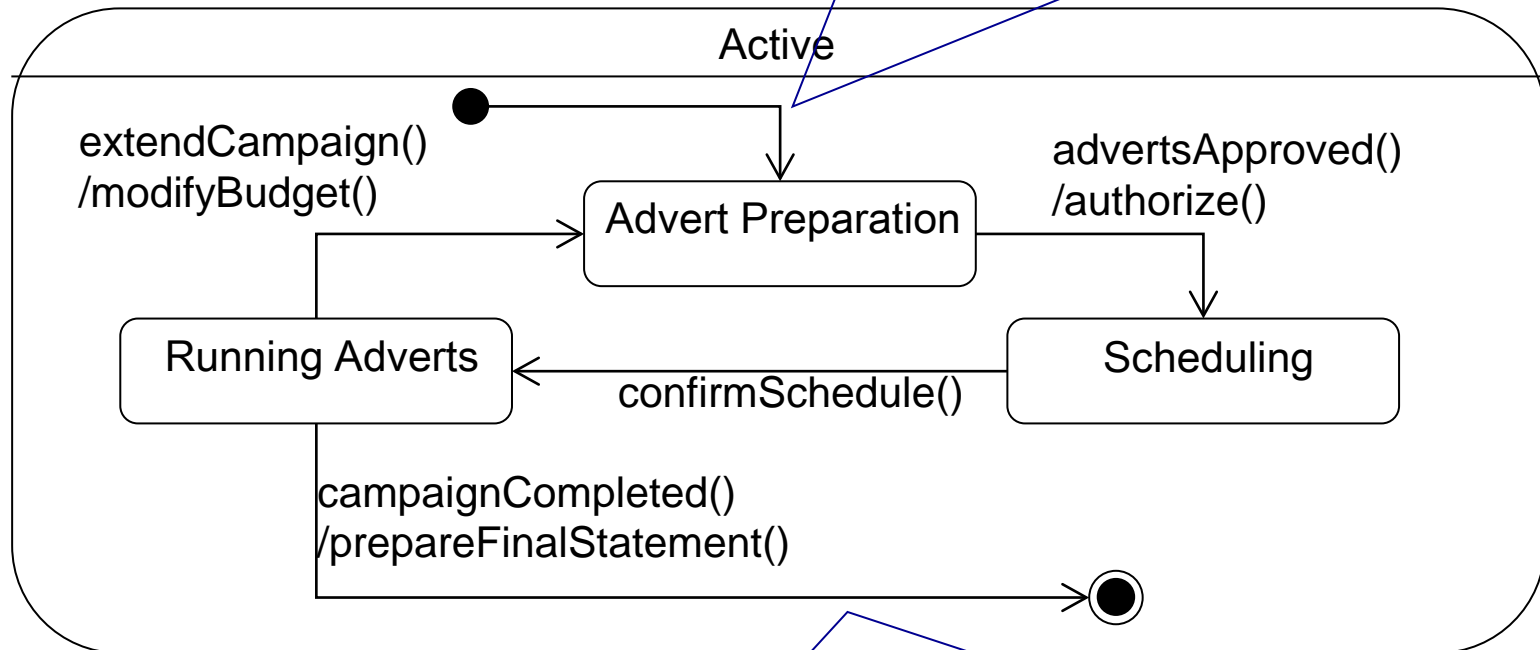 Active
extendCampaign()
/modifyBudget()
advertsApproved()
/authorize()
Advert Preparation
Running Adverts
Scheduling
confirmSchedule()
campaignCompleted()
/prepareFinalStatement()